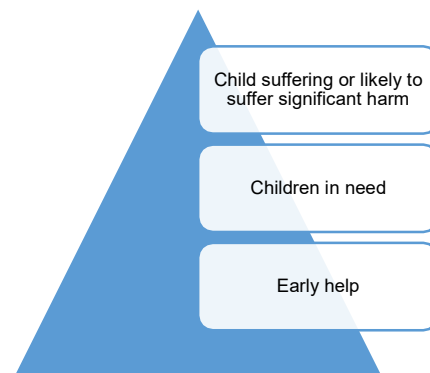 Child suffering or likely to
suffer significant harm
Children in need
Early help